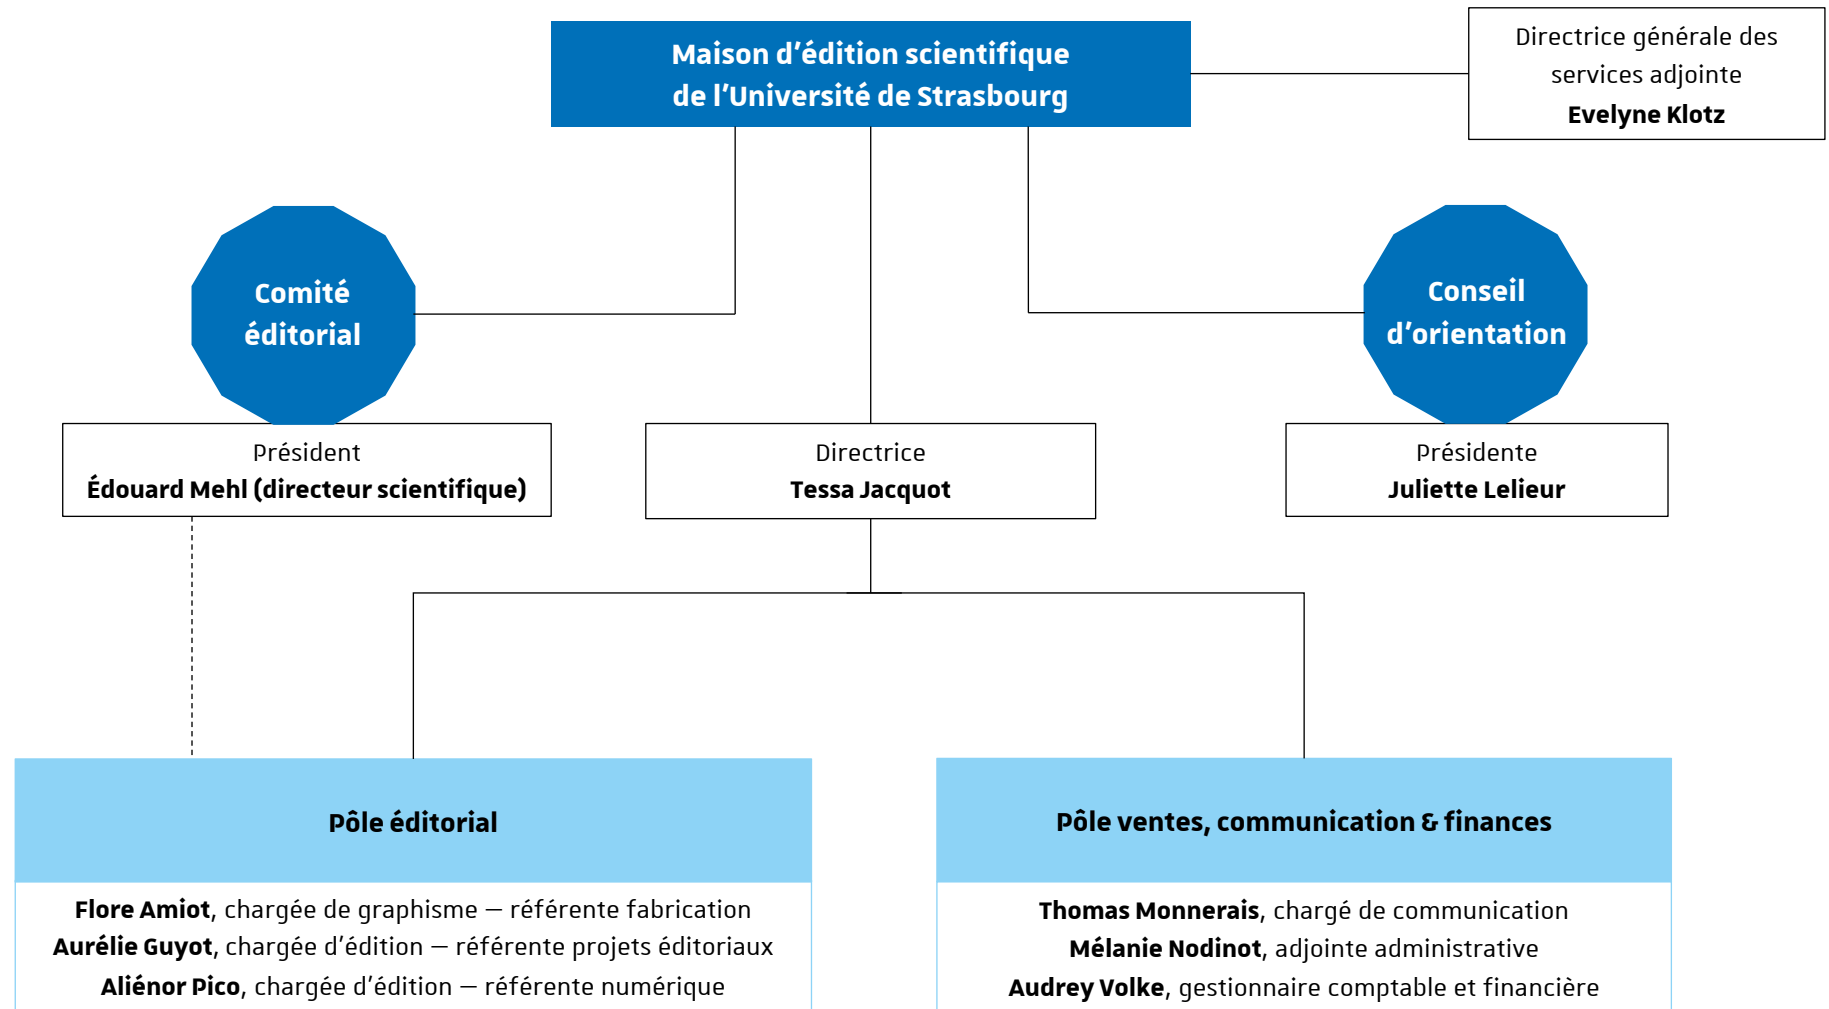 Maison d'édition scientifique
de l'Université de Strasbourg
Directrice générale des
services adjointe
Evelyne Klotz
Comité
éditorial
Conseil
d'orientation
Président
Édouard Mehl (directeur scientifique)
Directrice
Tessa Jacquot
Présidente
Juliette Lelieur
Pôle éditorial
Flore Amiot, chargée de graphisme — référente fabrication
Aurélie Guyot, chargée d'édition — référente projets éditoriaux
Aliénor Pico, chargée d'édition — référente numérique
Pôle ventes, communication & finances
Thomas Monnerais, chargé de communication
Mélanie Nodinot, adjointe administrative
Audrey Volke, gestionnaire comptable et financière